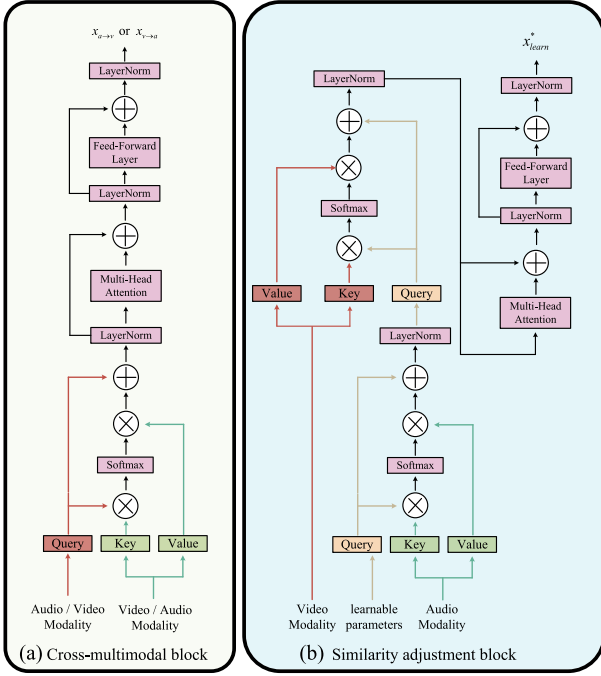 x a→v or x v→a
LayerNorm
Feed-Forward
Layer
LayerNorm
Multi-Head
Attention
LayerNorm
Softmax
Query
Key
Value
Audio / Video
Modality
Video / Audio
Modality
(a) Cross-multimodal block
LayerNorm
Softmax
Value
Key
Query
LayerNorm
Softmax
Query
Key
Value
Video
Modality
learnable
parameters
Audio
Modality
x*learn
LayerNorm
Feed-Forward
Layer
LayerNorm
Multi-Head
Attention
(b) Similarity adjustment block